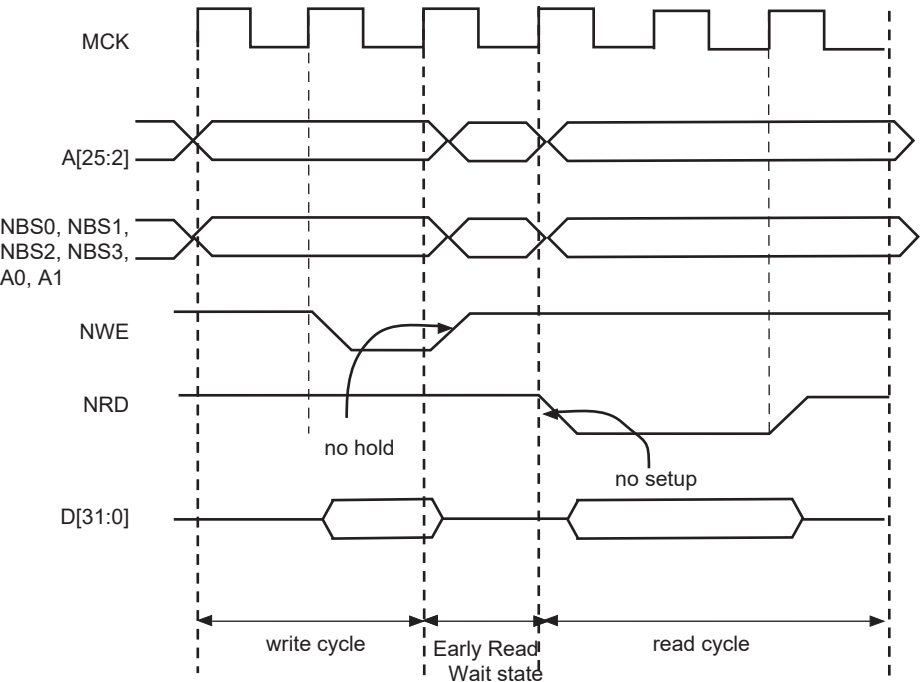 MCK
A[25:2]
NBS0, NBS1,
NBS2, NBS3,
A0, A1
NWE
NRD
no hold
no setup
D[31:0]
write cycle
Early Read
Wait state
read cycle